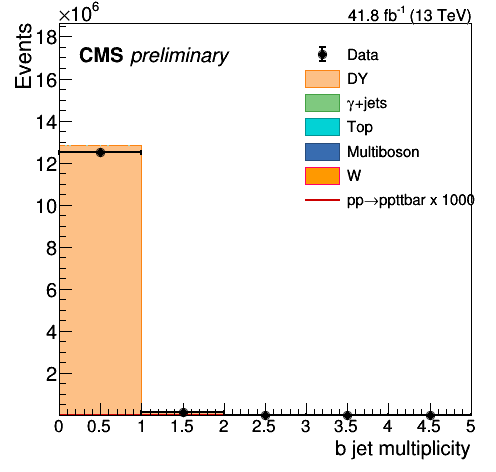 ×10⁶
41.8 fb⁻¹ (13 TeV)
Events
CMS preliminary
Data
DY
γ+jets
Top
Multiboson
W
pp→ppttbar x 1000
18
16
14
12
10
8
6
4
2
0 0.5 1 1.5 2 2.5 3 3.5 4 4.5 5
b jet multiplicity